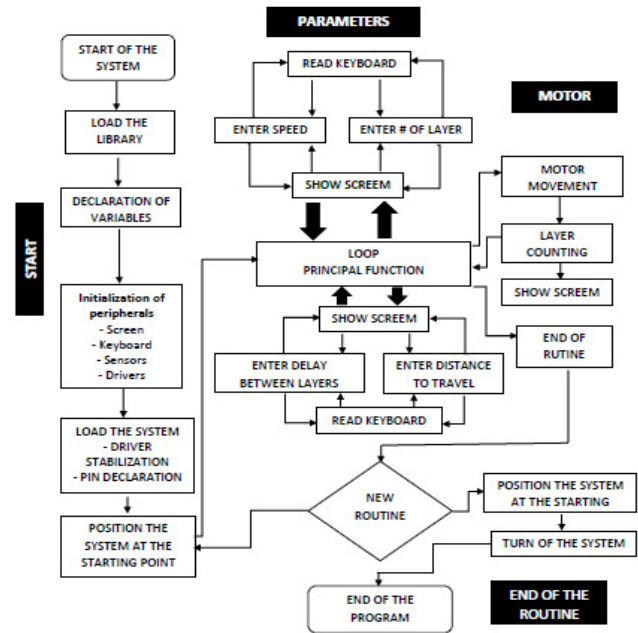 PARAMETERS
START OF THE
SYSTEM
LOAD THE
LIBRARY
DECLARATION OF
VARIABLES
START
Initialization of
peripherals
- Screen
- Keyboard
- Sensors
- Drivers
LOAD THE SYSTEM
- DRIVER
STABILIZATION
- PIN DECLARATION
POSITION THE
SYSTEM AT THE
STARTING POINT
READ KEYBOARD
ENTER SPEED
ENTER # OF LAYER
SHOW SCREEM
LOOP
PRINCIPAL FUNCTION
SHOW SCREEM
ENTER DELAY
BETWEEN LAYERS
ENTER DISTANCE
TO TRAVEL
READ KEYBOARD
MOTOR
MOTOR
MOVEMENT
LAYER
COUNTING
SHOW SCREEM
END OF
RUTINE
NEW
ROUTINE
POSITION THE SYSTEM
AT THE STARTING
TURN OF THE SYSTEM
END OF THE
PROGRAM
END OF THE
ROUTINE